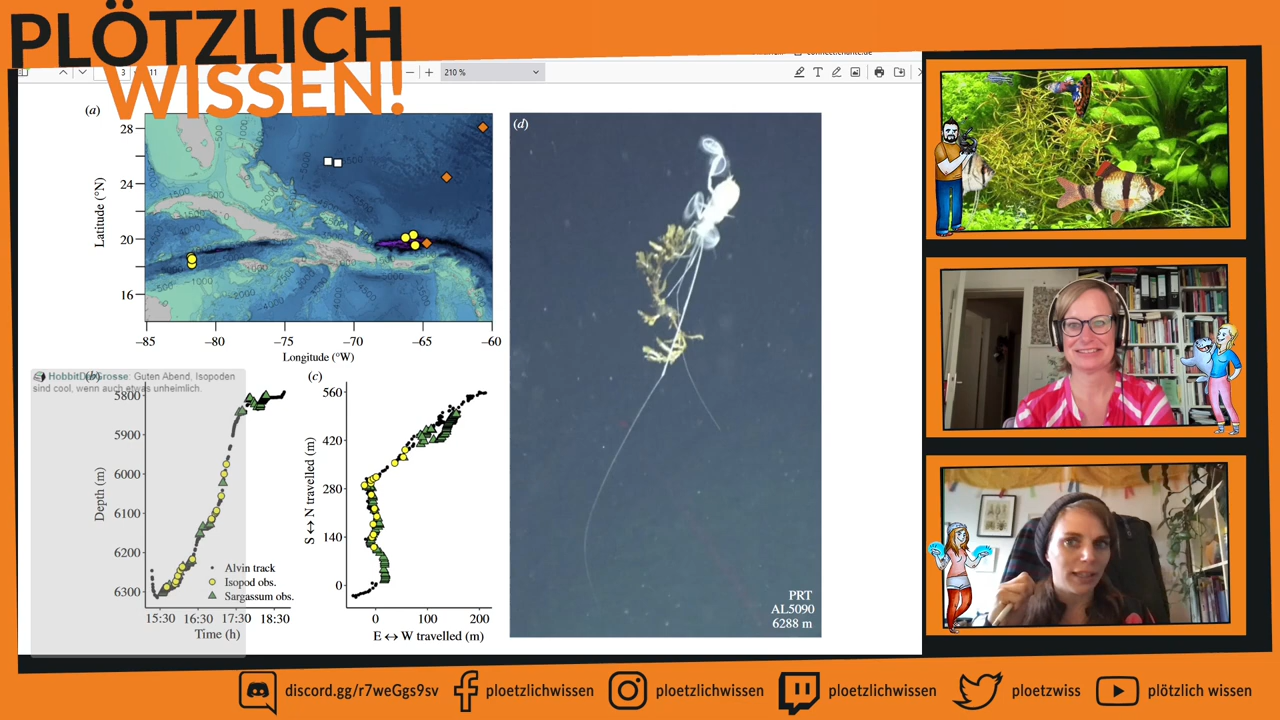 PLÖTZLICH
WISSEN!
3
11
210 %
(a)
28
24
20
16
Latitude (°N)
−85
−80
−75
−70
−65
−60
Longitude (°W)
(d)
PRT
AL5090
6288 m
HobbitDieGrosse: Guten Abend, Isopoden
sind cool, wenn auch etwas unheimlich.
(b)
5800
5900
6000
6100
6200
6300
Depth (m)
Alvin track
Isopod obs.
Sargassum obs.
15:30
16:30
17:30
18:30
Time (h)
(c)
560
420
280
140
0
S ↔ N travelled (m)
0
100
200
E ↔ W travelled (m)
discord.gg/r7weGgs9sv
ploetzlichwissen
ploetzlichwissen
ploetzlichwissen
ploetzwiss
plötzlich wissen